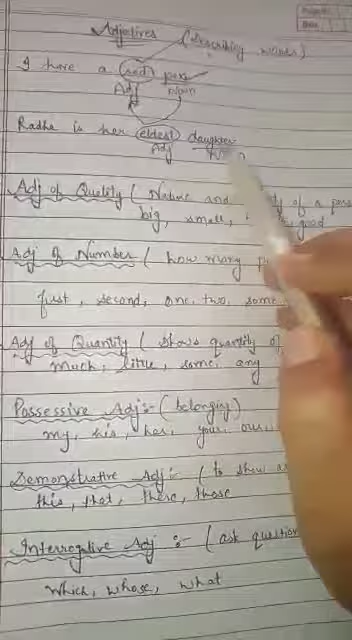 Adjectives (describing words)
I have a red pen
Adj Noun
Radha is her eldest daughter
Adj
Adj of Quality ( Nature and of a
big, small, good
Adj of Number ( how many
first, second, one, two, some
Adj of Quantity ( shows quantity of
much, little, some, any
Possessive Adj:- ( belonging)
my, his, her, your, our,
Demonstrative Adj :- ( to show
this, that, these, those
Interrogative Adj :- ( ask question
Which, whose, what